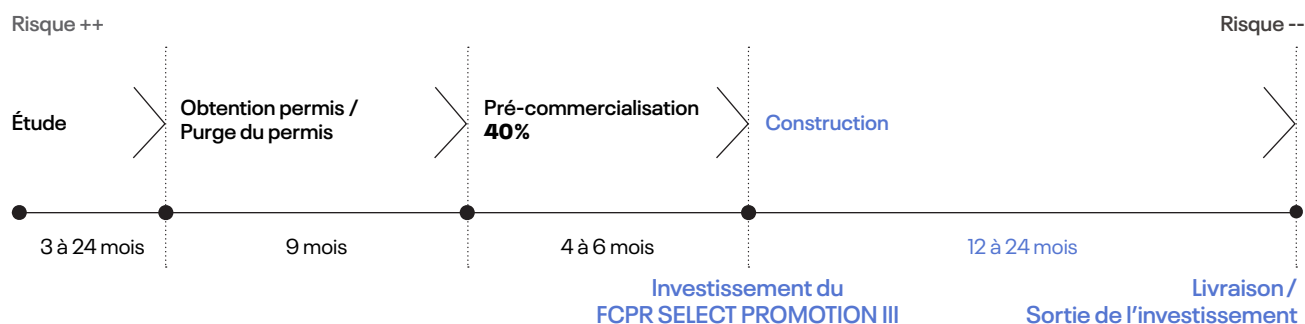 Risque ++
Risque --
Étude
Obtention permis /
Purge du permis
Pré-commercialisation
40%
Construction
3 à 24 mois
9 mois
4 à 6 mois
12 à 24 mois
Investissement du
FCPR SELECT PROMOTION III
Livraison /
Sortie de l’investissement